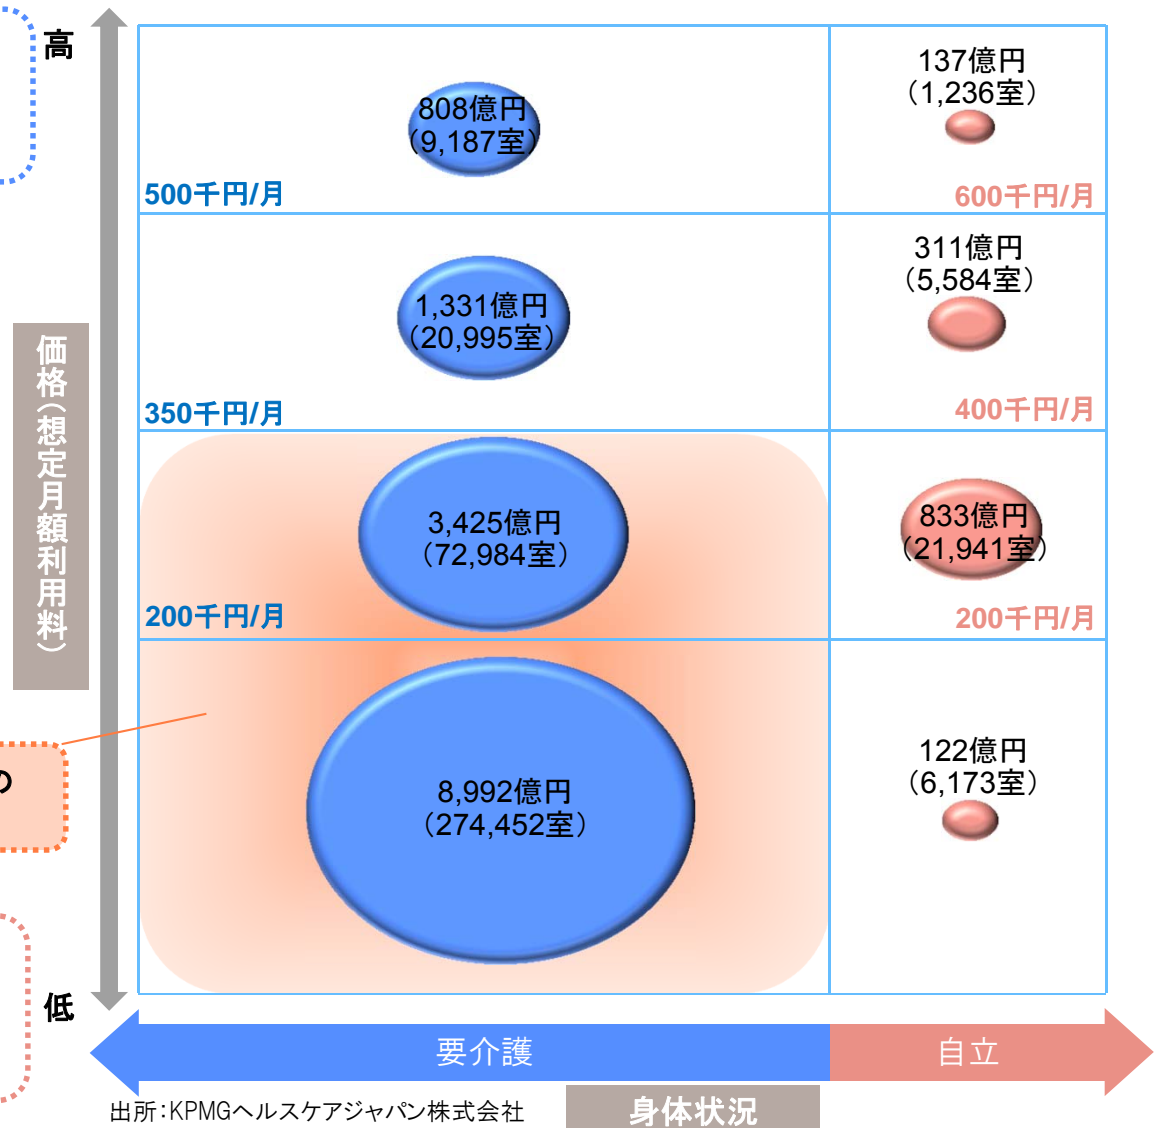 高
137億円
（1,236室）
808億円
（9,187室）
500千円/月
600千円/月
311億円
（5,584室）
1,331億円
（20,995室）
価格（想定月額利用料）
350千円/月
400千円/月
3,425億円
（72,984室）
833億円
（21,941室）
200千円/月
200千円/月
の
122億円
（6,173室）
8,992億円
（274,452室）
低
要介護
自立
出所：KPMGヘルスケアジャパン株式会社
身体状況